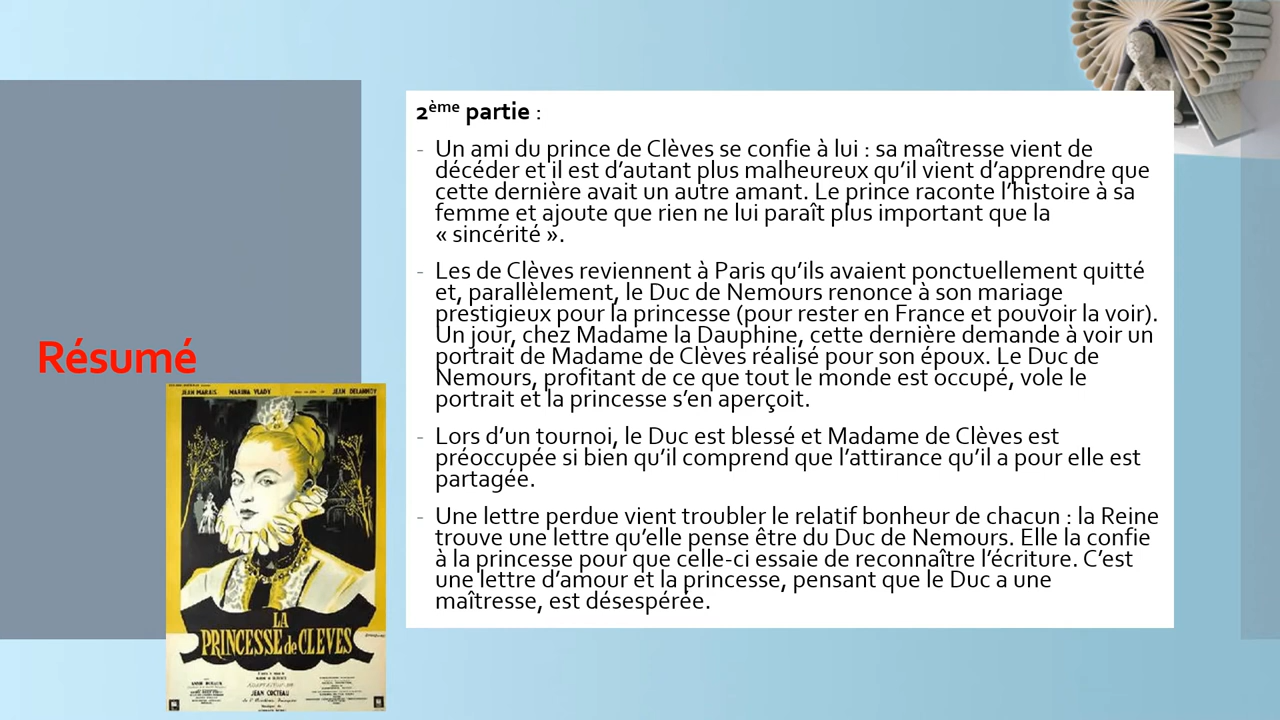 2ème partie :
- Un ami du prince de Clèves se confie à lui : sa maîtresse vient de
décéder et il est d’autant plus malheureux qu’il vient d’apprendre que
cette dernière avait un autre amant. Le prince raconte l’histoire à sa
femme et ajoute que rien ne lui paraît plus important que la
« sincérité ».
- Les de Clèves reviennent à Paris qu’ils avaient ponctuellement quitté
et, parallèlement, le Duc de Nemours renonce à son mariage
prestigieux pour la princesse (pour rester en France et pouvoir la voir).
Un jour, chez Madame la Dauphine, cette dernière demande à voir un
portrait de Madame de Clèves réalisé pour son époux. Le Duc de
Nemours, profitant de ce que tout le monde est occupé, vole le
portrait et la princesse s’en aperçoit.
- Lors d’un tournoi, le Duc est blessé et Madame de Clèves est
préoccupée si bien qu’il comprend que l’attirance qu’il a pour elle est
partagée.
- Une lettre perdue vient troubler le relatif bonheur de chacun : la Reine
trouve une lettre qu’elle pense être du Duc de Nemours. Elle la confie
à la princesse pour que celle-ci essaie de reconnaître l’écriture. C’est
une lettre d’amour et la princesse, pensant que le Duc a une
maîtresse, est désespérée.
Résumé
JEAN MARAIS MARINA VLADY JEAN DELANNOY
LA
PRINCESSE de CLEVES
JEAN COCTEAU